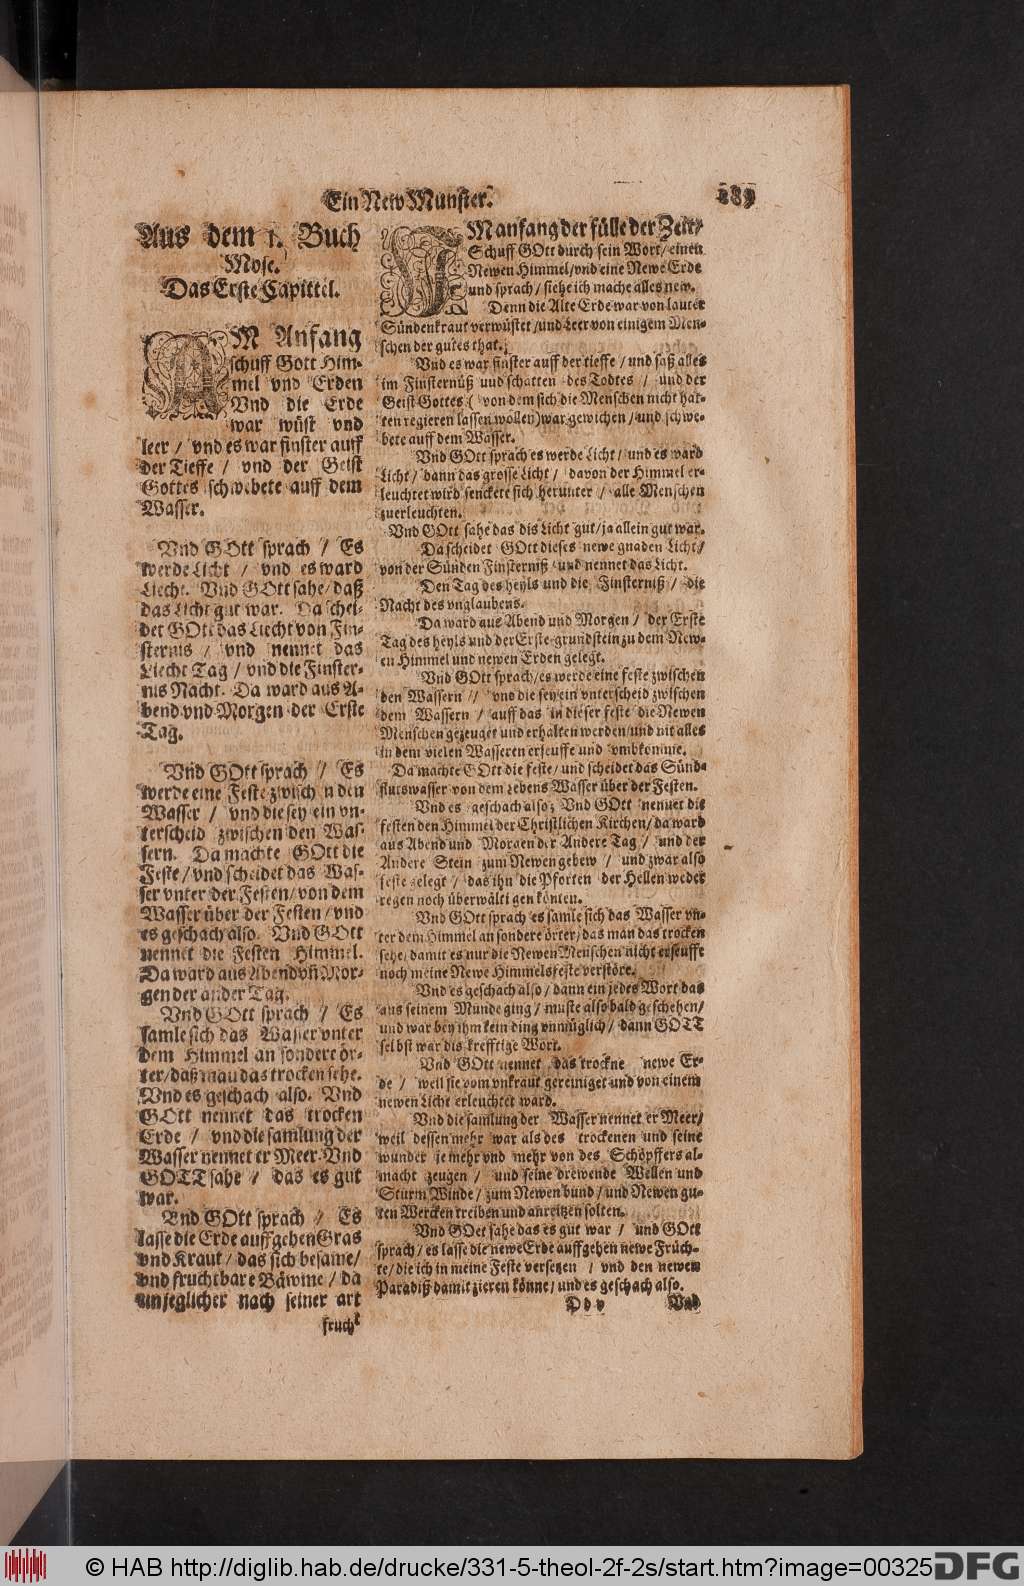 Ein New Munster.
289
Aus dem 1. Buch
Mose.
Das Erste Capittel.
AM Anfang
schuff Gott Him-
mel vnd Erden
Vnd die Erde
war wüst vnd
leer / vnd es war finster auff
der Tieffe / vnd der Geist
Gottes schwebete auff dem
Wasser.
Vnd GOtt sprach / Es
werde Licht / vnd es ward
Liecht. Vnd GOtt sahe / daß
das Licht gut war. Da schei-
det GOtt das Liecht von Fin-
sternis / vnd nennet das
Liecht Tag / vnd die Finster-
nis Nacht. Da ward aus A-
bend vnd Morgen der Erste
Tag.
Vnd GOtt sprach / Es
werde eine Feste zwisch n den
Wasser / vnd die sey ein vn-
terscheid zwischen den Was-
sern. Da machte GOtt die
Feste / vnd scheidet das Was-
ser vnter der Festen / von dem
Wasser über der Festen / vnd
es geschach also. Vnd GOtt
nennet die Festen Himmel.
Da ward aus Abend vñ Mor-
gen der ander Tag.
Vnd GOtt sprach / Es
samle sich das Wasser vnter
dem Himmel an sondere ör-
ter / daß mau das trocken sehe.
Vnd es geschach also. Vnd
GOtt nennet das trocken
Erde / vnd die samlung der
Wasser nennet er Meer. Vnd
GOTT sahe / das es gut
war.
Vnd GOtt sprach / Es
lasse die Erde auffgehen Gras
vnd Kraut / das sich besame /
vnd fruchtbare Bäwme / da
ein jeglicher nach seiner art
frucht
IM anfang der fülle der Zeit /
Schuff GOtt durch sein Wort / einen
Newen Himmel / vnd eine Newe Erde
und sprach / siehe ich mache alles new.
Denn die Alte Erde war von lauter
Sündenkraut verwüstet / und Leer von einigem Men-
schen der gutes that.
Vnd es war finster auff der tieffe / und saß alles
im Finsternüß uud schatten des Todtes / und der
Geist Gottes ( von dem sich die Menschen nicht hat-
ten regieren lassen wollen) war gewichen / und schwe-
bete auff dem Wasser.
Vnd GOtt sprach es werde Licht / und es ward
Licht / dann das grosse Licht / davon der Himmel er-
leuchtet wird senckete sich herunter / alle Menschen
zuerleuchten.
Vnd GOtt sahe das dis Licht gut / ja allein gut war.
Da scheidet GOtt dieses newe gnaden Licht /
von der Sünden Finsterniß und nennet das Licht.
Den Tag des heyls und die Finsterniß / die
Nacht des vnglaubens.
Da ward aus Abend und Morgen / der Erste
Tag des heyls und der Erste grundstein zu dem New-
en Himmel und newen Erden gelegt.
Vnd GOtt sprach / es werde eine feste zwischen
den Wassern / vnd die sey ein vnterscheid zwischen
dem Wassern / auff das in dieser feste die Newen
Menschen gezeuget und erhalten werden / und nit alles
in dem vielen Wasseren erseuffe und vmbkomme.
Da machte GOtt die feste / und scheidet das Sünd-
flutswasser von dem Lebens Wasser über der Festen.
Vnd es geschach also; Vnd GOtt nennet die
festen den Himmel der Christlichen Kirchen / da ward
aus Abend und Morgen der Andere Tag / und der
Andere Stein zum Newen gebew / und zwar also
feste gelegt / das ihn die Pforten der Hellen weder
regen noch überwälti gen könten.
Vnd GOtt sprach es samle sich das Wasser vn-
ter dem Himmel an sondere örter / das man das trocken
sehe / damit es nur die Newen Menschen nicht erseuffe
noch meine Newe Himmelsfeste verstöre.
Vnd es geschach also / dann ein jedes Wort das
aus seinem Munde ging / muste alsobald geschehen /
und war bey ihm kein ding vnmüglich / dann GOTT
selbst war dis krefftige Wort.
Vnd GOtt nennet das trockne newe Er-
de / weil sie vom vnkraut gereiniget und von einem
newen Licht erleuchtet ward.
Vnd die samlung der Wasser nennet er Meer /
weil dessen mehr war als des trockenen und seine
wunder je mehr vnd mehr von des Schöpffers al-
macht zeugen / und seine drewende Wellen und
Sturm Winde / zum Newen bund / und Newen gu-
ten Wercken treiben und anreitzen solten.
Vnd GOtt sahe das es gut war / und GOtt
sprach / es lasse die newe Erde auffgehen newe Früch-
te / die ich in meine Feste versetzen / vnd den newen
Paradiß damit zieren könne / und es geschach also.
Vnd
© HAB http://diglib.hab.de/drucke/331-5-theol-2f-2s/start.htm?image=00325
DFG